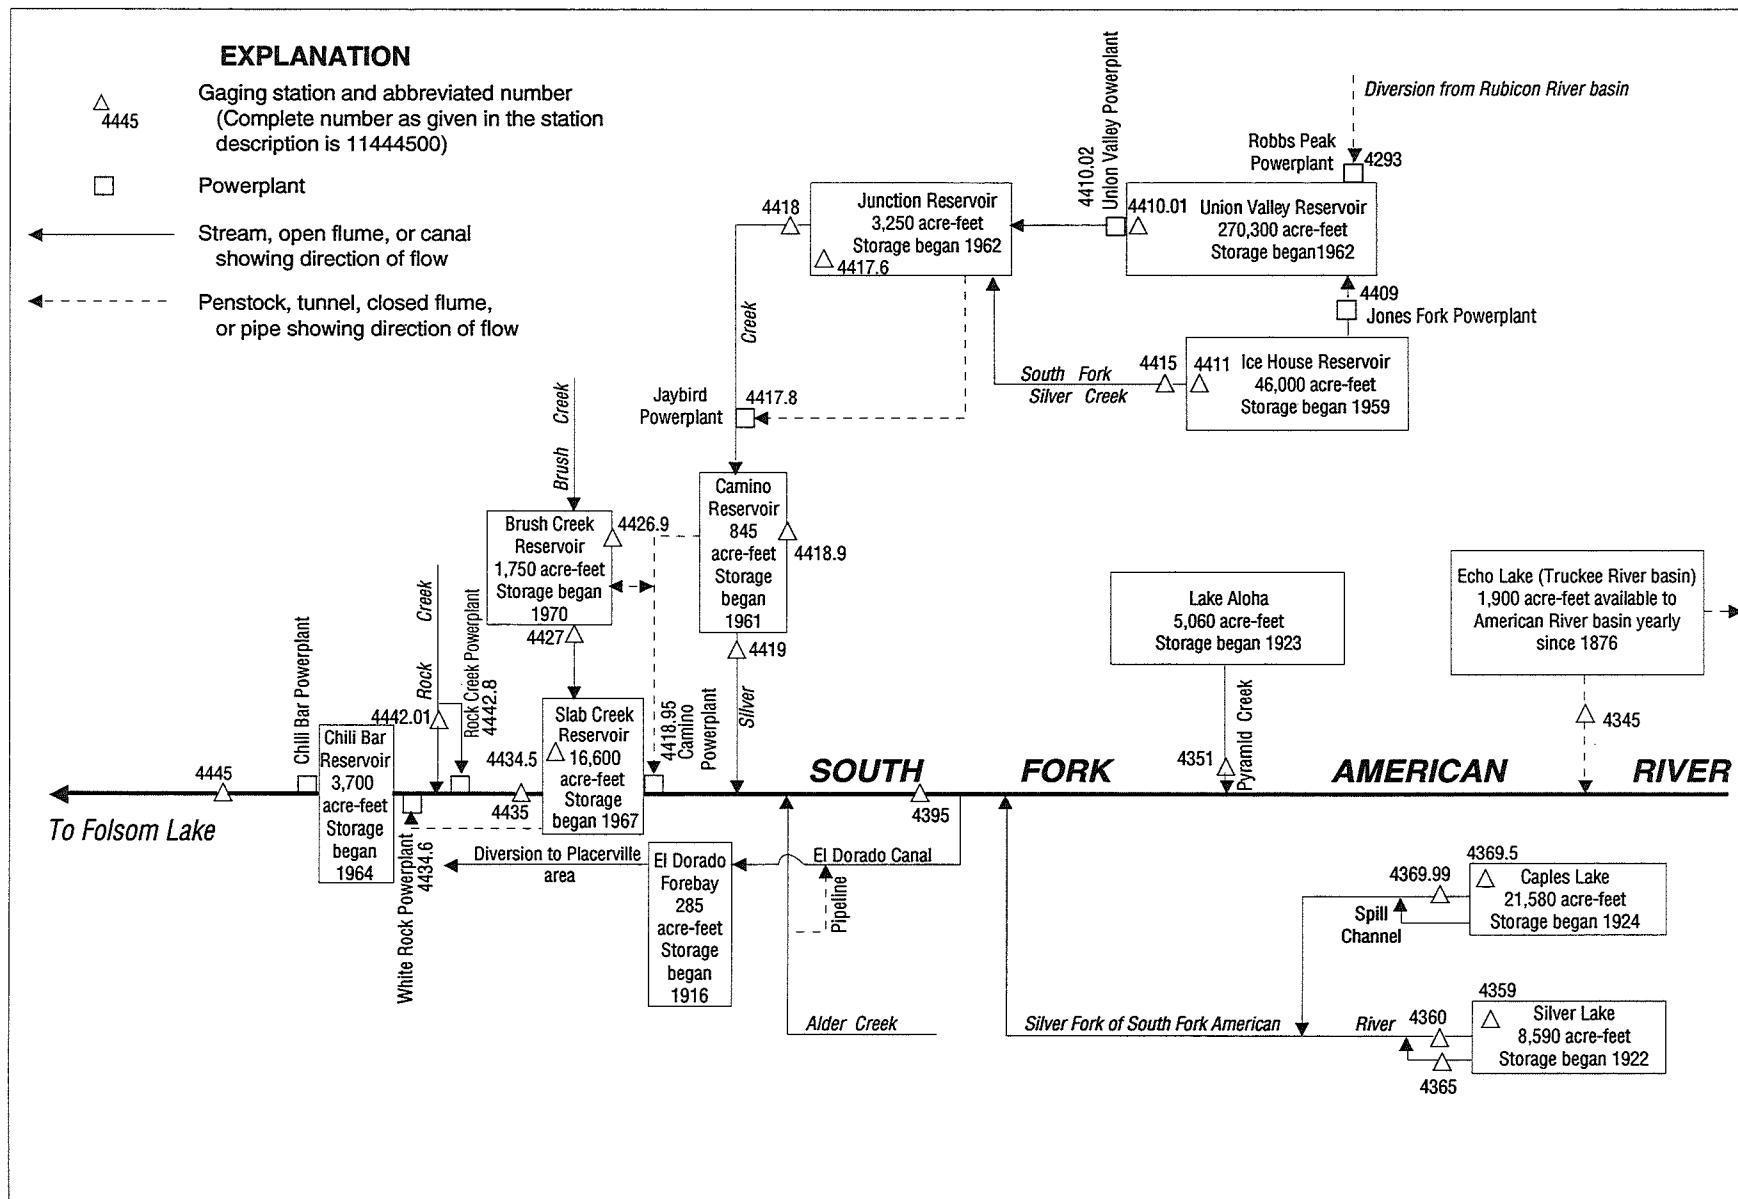 EXPLANATION
4445
Gaging station and abbreviated number
(Complete number as given in the station
description is 11444500)
Powerplant
Stream, open flume, or canal
showing direction of flow
Penstock, tunnel, closed flume,
or pipe showing direction of flow
Diversion from Rubicon River basin
Robbs Peak
Powerplant
4293
4410.02
Union Valley Powerplant
4410.01
Union Valley Reservoir
270,300 acre-feet
Storage began1962
4418
Junction Reservoir
3,250 acre-feet
Storage began 1962
4417.6
4409
Jones Fork Powerplant
4415
4411
Ice House Reservoir
46,000 acre-feet
Storage began 1959
South Fork
Silver Creek
Creek
Jaybird
Powerplant
4417.8
Brush Creek
Camino
Reservoir
845
acre-feet
Storage
began
1961
4418.9
4419
Silver
Brush Creek
Reservoir
1,750 acre-feet
Storage began
1970
4426.9
4427
Lake Aloha
5,060 acre-feet
Storage began 1923
Echo Lake (Truckee River basin)
1,900 acre-feet available to
American River basin yearly
since 1876
4345
4351
Pyramid Creek
Rock Creek
Rock Creek Powerplant
4442.8
4442.01
Chili Bar Powerplant
Chili Bar
Reservoir
3,700
acre-feet
Storage
began
1964
Slab Creek
Reservoir
16,600
acre-feet
Storage
began 1967
4418.95
Camino
Powerplant
4434.5
4435
4445
SOUTH FORK AMERICAN RIVER
4395
To Folsom Lake
White Rock Powerplant
4434.6
Diversion to Placerville
area
El Dorado
Forebay
285
acre-feet
Storage
began
1916
El Dorado Canal
Pipeline
Alder Creek
4369.5
4369.99
Caples Lake
21,580 acre-feet
Storage began 1924
Spill
Channel
Silver Fork of South Fork American River
4359
4360
Silver Lake
8,590 acre-feet
Storage began 1922
4365